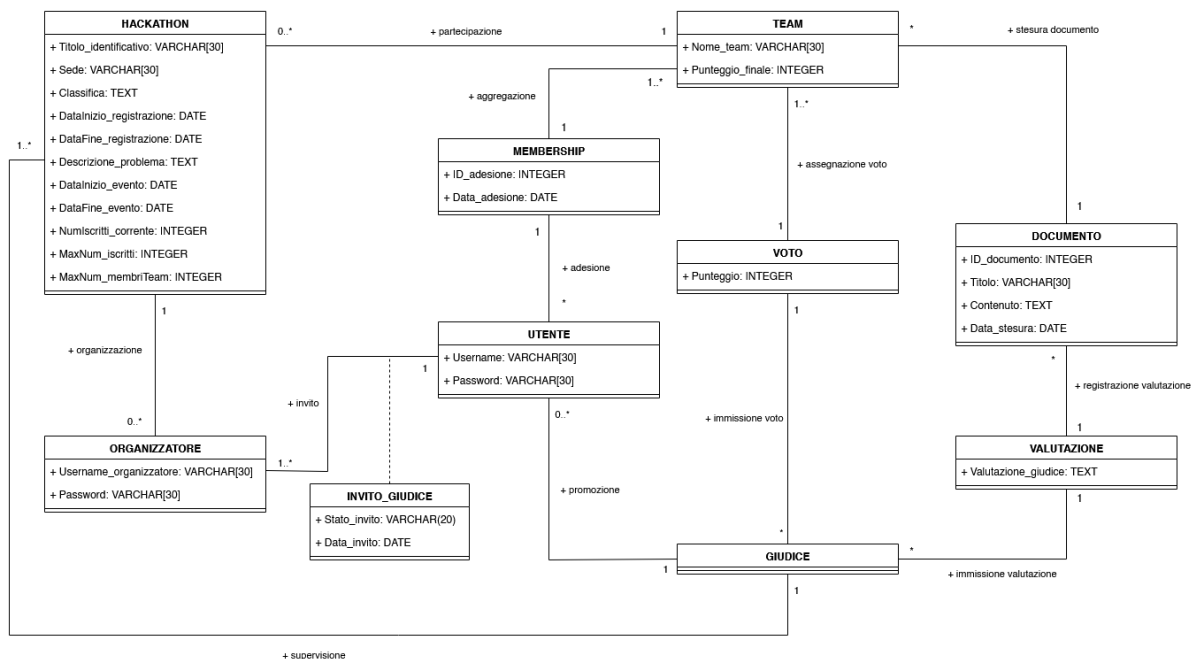 HACKATHON
+ Titolo_identificativo: VARCHAR[30]
+ Sede: VARCHAR[30]
+ Classifica: TEXT
+ DataInizio_registrazione: DATE
+ DataFine_registrazione: DATE
+ Descrizione_problema: TEXT
+ DataInizio_evento: DATE
+ DataFine_evento: DATE
+ NumIscritti_corrente: INTEGER
+ MaxNum_iscritti: INTEGER
+ MaxNum_membriTeam: INTEGER
0..*
+ partecipazione
1
TEAM
+ Nome_team: VARCHAR[30]
+ Punteggio_finale: INTEGER
*
+ stesura documento
1
1..*
+ aggregazione
1
MEMBERSHIP
+ ID_adesione: INTEGER
+ Data_adesione: DATE
1..*
+ assegnazione voto
1
VOTO
+ Punteggio: INTEGER
DOCUMENTO
+ ID_documento: INTEGER
+ Titolo: VARCHAR[30]
+ Contenuto: TEXT
+ Data_stesura: DATE
1..*
1
+ adesione
*
UTENTE
+ Username: VARCHAR[30]
+ Password: VARCHAR[30]
1
+ organizzazione
0..*
ORGANIZZATORE
+ Username_organizzatore: VARCHAR[30]
+ Password: VARCHAR[30]
1
+ invito
1..*
INVITO_GIUDICE
+ Stato_invito: VARCHAR(20)
+ Data_invito: DATE
0..*
+ promozione
1
1
+ immissione voto
*
GIUDICE
*
+ registrazione valutazione
1
VALUTAZIONE
+ Valutazione_giudice: TEXT
1
*
+ immissione valutazione
1
+ supervisione